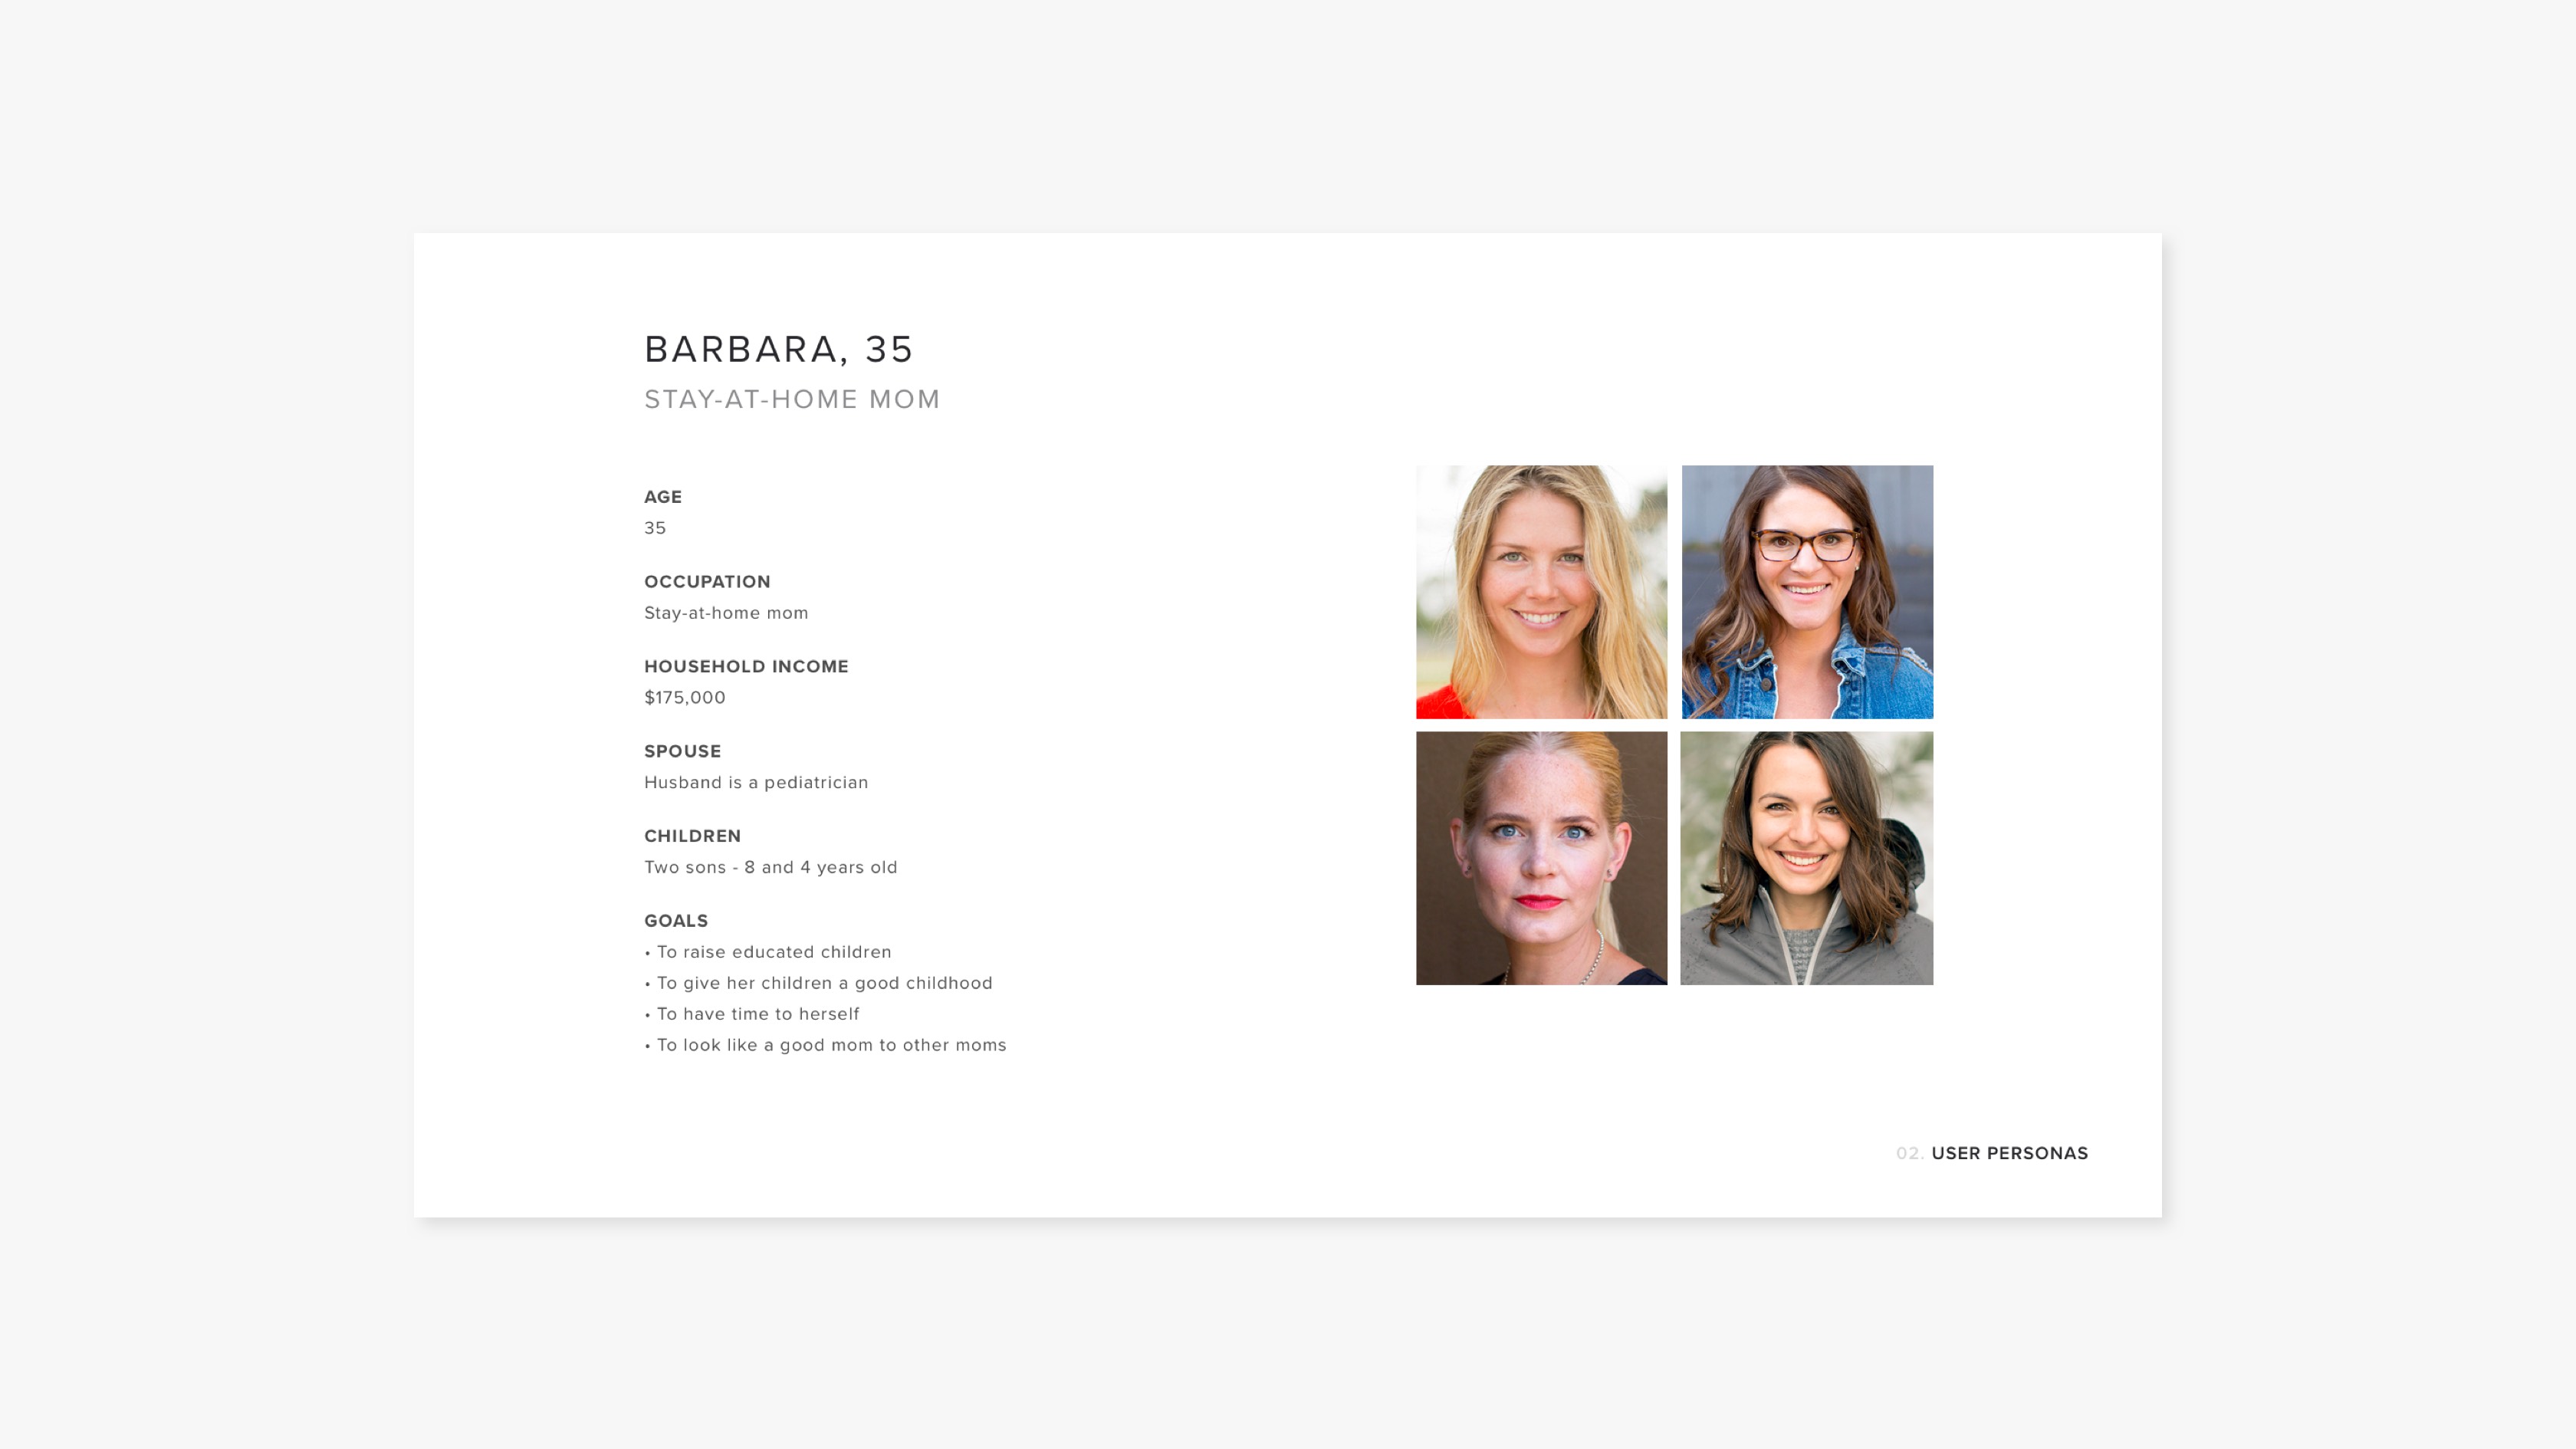 BARBARA, 35
STAY-AT-HOME MOM
AGE
35
OCCUPATION
Stay-at-home mom
HOUSEHOLD INCOME
$175,000
SPOUSE
Husband is a pediatrician
CHILDREN
Two sons - 8 and 4 years old
GOALS
• To raise educated children
• To give her children a good childhood
• To have time to herself
• To look like a good mom to other moms
02. USER PERSONAS